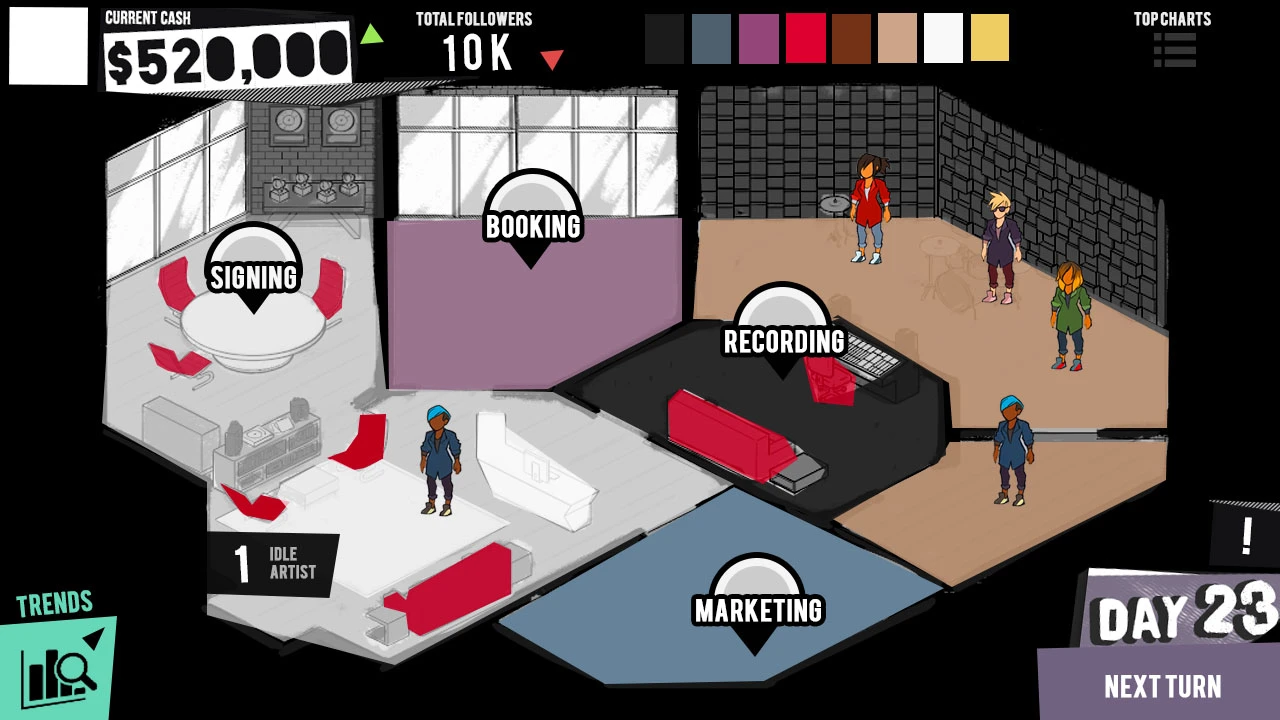 CURRENT CASH
$520,000
TOTAL FOLLOWERS
10 K
TOP CHARTS
BOOKING
SIGNING
RECORDING
1 IDLE
ARTIST
MARKETING
!
TRENDS
DAY 23
NEXT TURN